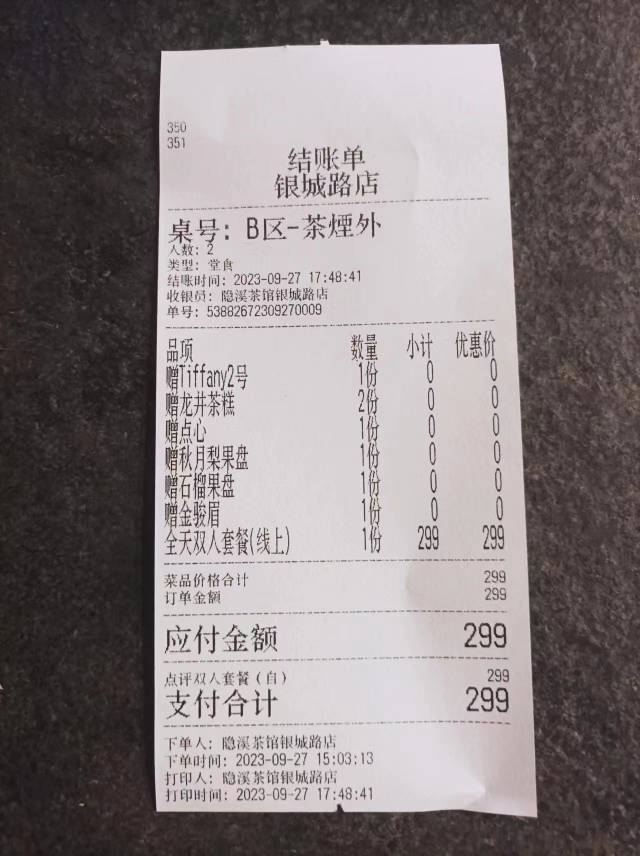 350
351
结账单
银城路店
桌号: B区-茶煙外
人数: 2
类型: 堂食
结账时间: 2023-09-27 17:48:41
收银员: 隐溪茶馆银城路店
单号: 53882672309270009
品项 数量 小计 优惠价
赠Tiffany2号 1份 0 0
赠龙井茶糕 2份 0 0
赠点心 1份 0 0
赠秋月梨果盘 1份 0 0
赠石榴果盘 1份 0 0
赠金骏眉 1份 0 0
全天双人套餐(线上) 1份 299 299
菜品价格合计 299
订单金额 299
应付金额 299
点评双人套餐(自) 299
支付合计 299
下单人: 隐溪茶馆银城路店
下单时间: 2023-09-27 15:03:13
打印人: 隐溪茶馆银城路店
打印时间: 2023-09-27 17:48:41